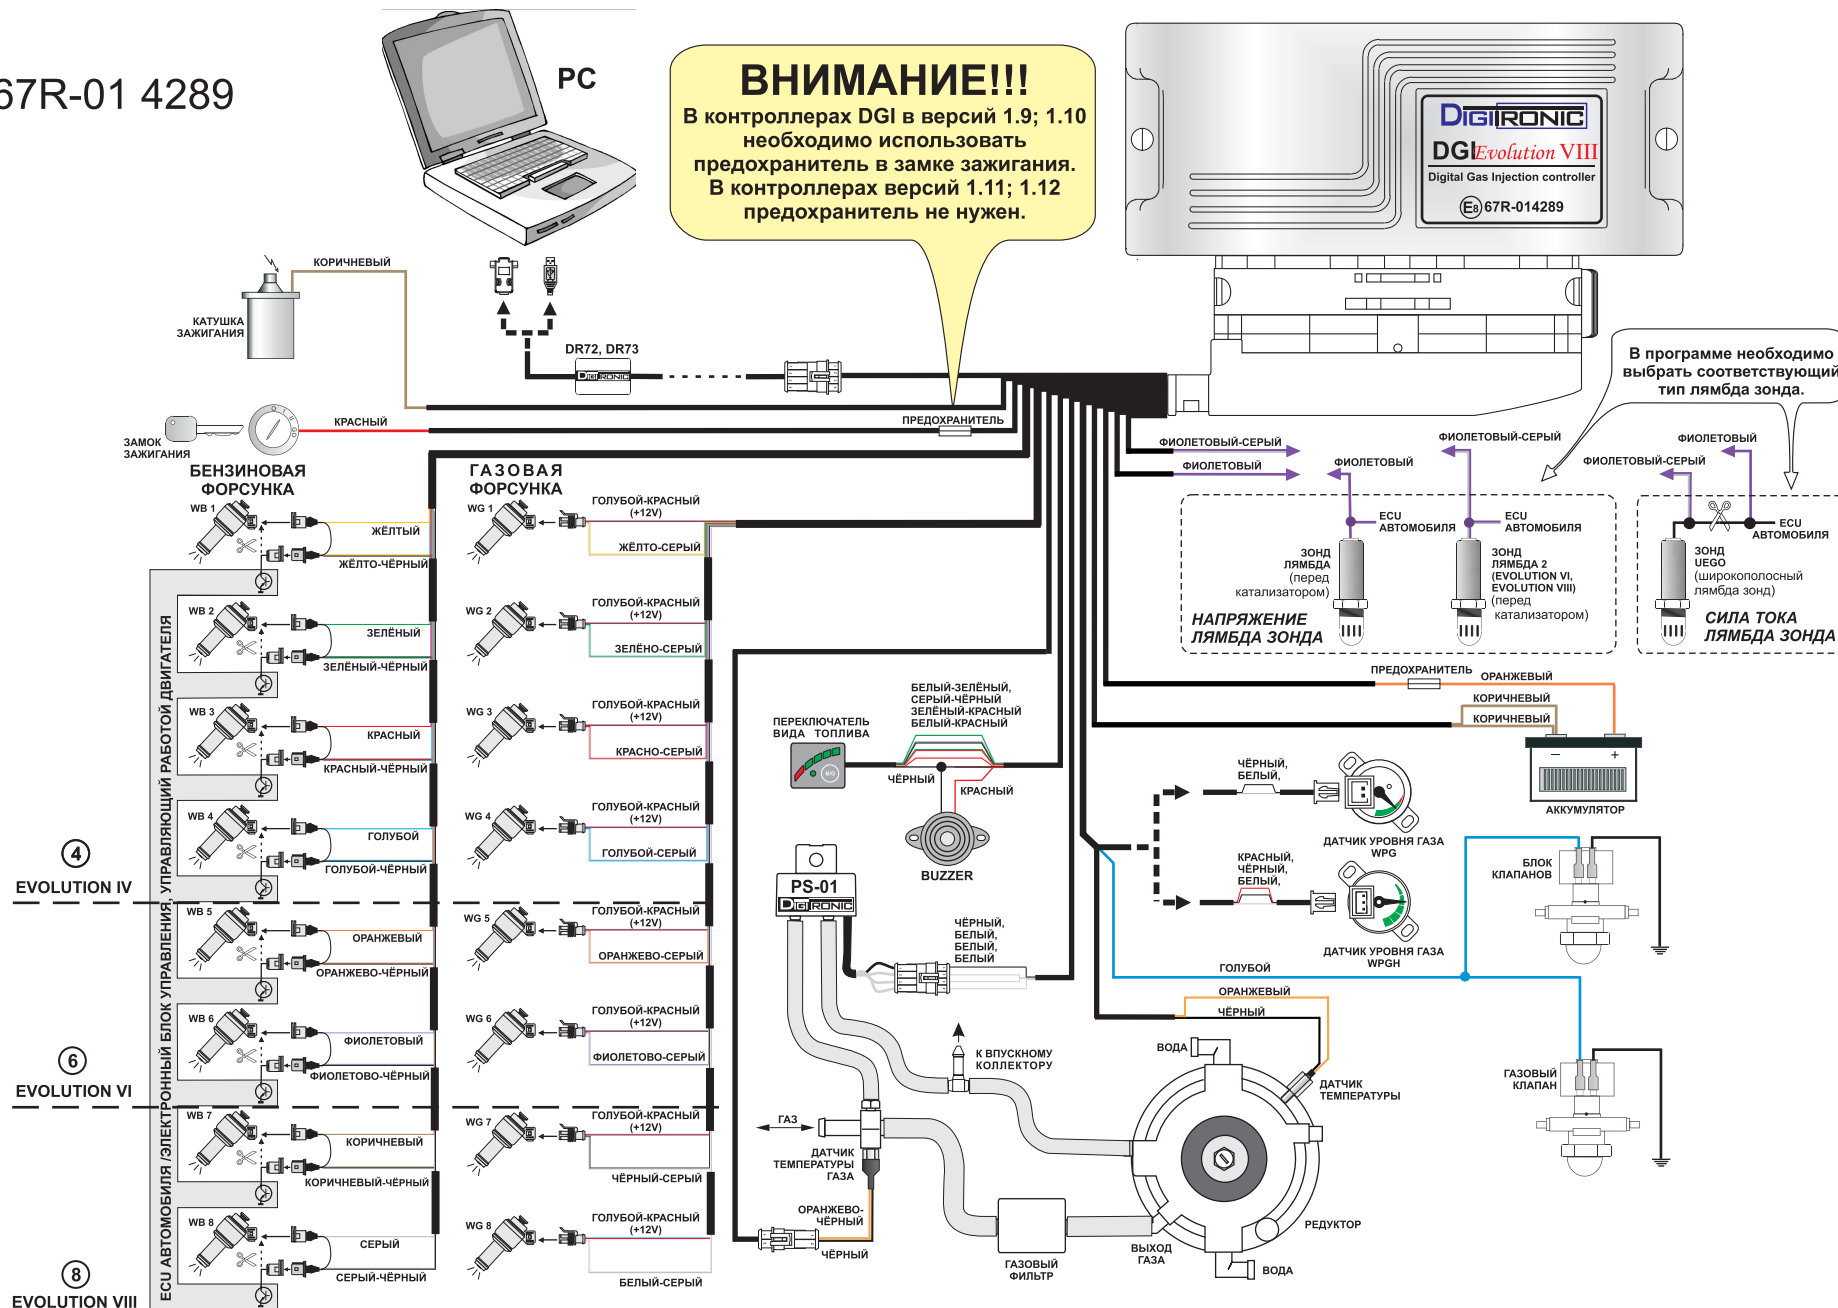 67R-01 4289
PC
ВНИМАНИЕ!!!
В контроллерах DGI в версий 1.9; 1.10
необходимо использовать
предохранитель в замке зажигания.
В контроллерах версий 1.11; 1.12
предохранитель не нужен.
DIGITRONIC
DGI Evolution VIII
Digital Gas Injection controller
E8 67R-014289
КОРИЧНЕВЫЙ
КАТУШКА
ЗАЖИГАНИЯ
DR72, DR73
DIGITRONIC
В программе необходимо
выбрать соответствующий
тип лямбда зонда.
КРАСНЫЙ
ПРЕДОХРАНИТЕЛЬ
ЗАМОК
ЗАЖИГАНИЯ
БЕНЗИНОВАЯ
ФОРСУНКА
ГАЗОВАЯ
ФОРСУНКА
ECU АВТОМОБИЛЯ /ЭЛЕКТРОННЫЙ БЛОК УПРАВЛЕНИЯ, УПРАВЛЯЮЩИЙ РАБОТОЙ ДВИГАТЕЛЯ
WB 1
ЖЁЛТЫЙ
ЖЁЛТО-ЧЁРНЫЙ
WB 2
ЗЕЛЁНЫЙ
ЗЕЛЁНЫЙ-ЧЁРНЫЙ
WB 3
КРАСНЫЙ
КРАСНЫЙ-ЧЁРНЫЙ
WB 4
ГОЛУБОЙ
ГОЛУБОЙ-ЧЁРНЫЙ
4
EVOLUTION IV
WB 5
ОРАНЖЕВЫЙ
ОРАНЖЕВО-ЧЁРНЫЙ
WB 6
ФИОЛЕТОВЫЙ
ФИОЛЕТОВО-ЧЁРНЫЙ
6
EVOLUTION VI
WB 7
КОРИЧНЕВЫЙ
КОРИЧНЕВЫЙ-ЧЁРНЫЙ
WB 8
СЕРЫЙ
СЕРЫЙ-ЧЁРНЫЙ
8
EVOLUTION VIII
WG 1
ГОЛУБОЙ-КРАСНЫЙ
(+12V)
ЖЁЛТО-СЕРЫЙ
WG 2
ГОЛУБОЙ-КРАСНЫЙ
(+12V)
ЗЕЛЁНО-СЕРЫЙ
WG 3
ГОЛУБОЙ-КРАСНЫЙ
(+12V)
КРАСНО-СЕРЫЙ
WG 4
ГОЛУБОЙ-КРАСНЫЙ
(+12V)
ГОЛУБОЙ-СЕРЫЙ
WG 5
ГОЛУБОЙ-КРАСНЫЙ
(+12V)
ОРАНЖЕВО-СЕРЫЙ
WG 6
ГОЛУБОЙ-КРАСНЫЙ
(+12V)
ФИОЛЕТОВО-СЕРЫЙ
WG 7
ГОЛУБОЙ-КРАСНЫЙ
(+12V)
ЧЁРНЫЙ-СЕРЫЙ
WG 8
ГОЛУБОЙ-КРАСНЫЙ
(+12V)
БЕЛЫЙ-СЕРЫЙ
ФИОЛЕТОВЫЙ-СЕРЫЙ
ФИОЛЕТОВЫЙ
ФИОЛЕТОВЫЙ
ФИОЛЕТОВЫЙ-СЕРЫЙ
ФИОЛЕТОВЫЙ
ФИОЛЕТОВЫЙ-СЕРЫЙ
ECU
АВТОМОБИЛЯ
ECU
АВТОМОБИЛЯ
ECU
АВТОМОБИЛЯ
ЗОНД
ЛЯМБДА
(перед
катализатором)
ЗОНД
ЛЯМБДА 2
(EVOLUTION VI,
EVOLUTION VIII)
(перед
катализатором)
НАПРЯЖЕНИЕ
ЛЯМБДА ЗОНДА
ЗОНД
UEGO
(широкополосный
лямбда зонд)
СИЛА ТОКА
ЛЯМБДА ЗОНДА
ПРЕДОХРАНИТЕЛЬ
ОРАНЖЕВЫЙ
КОРИЧНЕВЫЙ
КОРИЧНЕВЫЙ
– +
АККУМУЛЯТОР
БЕЛЫЙ-ЗЕЛЁНЫЙ,
СЕРЫЙ-ЧЁРНЫЙ
ЗЕЛЁНЫЙ-КРАСНЫЙ
БЕЛЫЙ-КРАСНЫЙ
ПЕРЕКЛЮЧАТЕЛЬ
ВИДА ТОПЛИВА
B/G
ЧЁРНЫЙ
КРАСНЫЙ
BUZZER
ЧЁРНЫЙ,
БЕЛЫЙ,
ДАТЧИК УРОВНЯ ГАЗА
WPG
КРАСНЫЙ,
ЧЁРНЫЙ,
БЕЛЫЙ,
ДАТЧИК УРОВНЯ ГАЗА
WPGH
БЛОК
КЛАПАНОВ
PS-01
DIGITRONIC
ЧЁРНЫЙ,
БЕЛЫЙ,
БЕЛЫЙ,
БЕЛЫЙ
ГОЛУБОЙ
ОРАНЖЕВЫЙ
ЧЁРНЫЙ
К ВПУСКНОМУ
КОЛЛЕКТОРУ
ВОДА
ДАТЧИК
ТЕМПЕРАТУРЫ
ГАЗОВЫЙ
КЛАПАН
ГАЗ
ДАТЧИК
ТЕМПЕРАТУРЫ
ГАЗА
ОРАНЖЕВО-
ЧЁРНЫЙ
ЧЁРНЫЙ
ГАЗОВЫЙ
ФИЛЬТР
ВЫХОД
ГАЗА
РЕДУКТОР
ВОДА